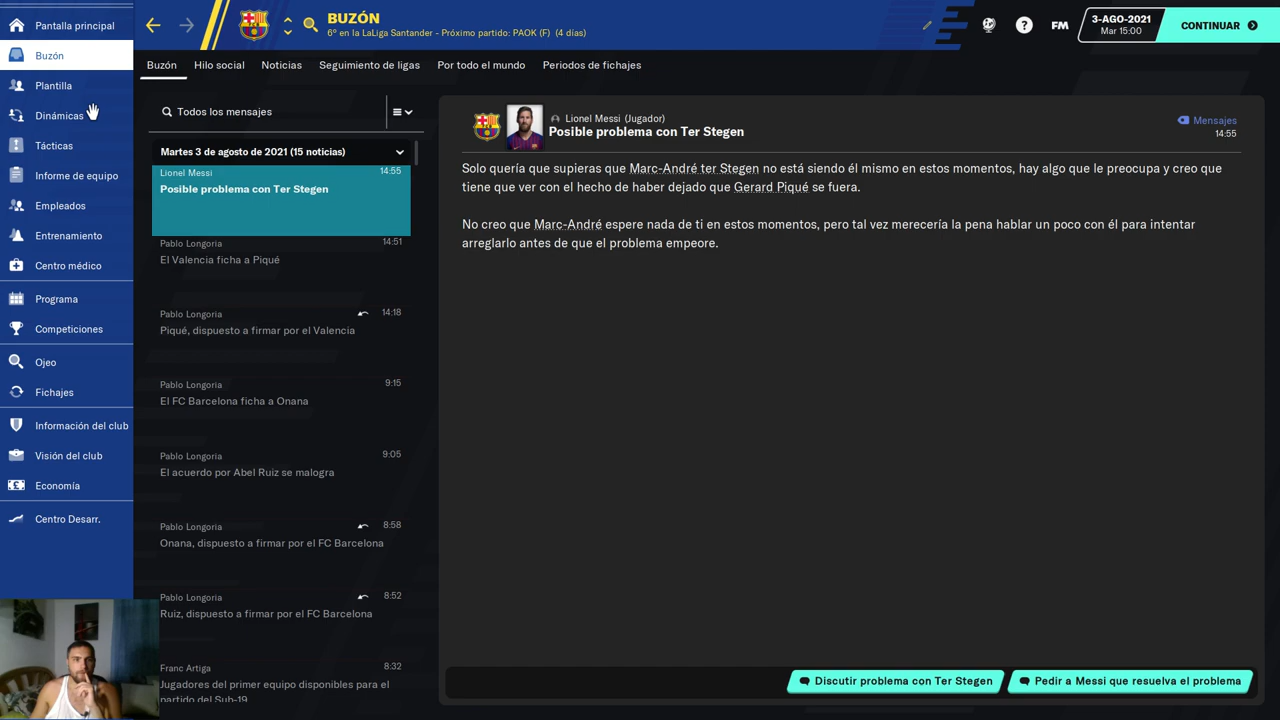 Pantalla principal
Buzón
Plantilla
Dinámicas
Tácticas
Informe de equipo
Empleados
Entrenamiento
Centro médico
Programa
Competiciones
Ojeo
Fichajes
Información del club
Visión del club
Economía
Centro Desarr.
BUZÓN
6º en la LaLiga Santander - Próximo partido: PAOK (F) (4 días)
FM
3-AGO-2021
Mar 15:00
CONTINUAR
Buzón
Hilo social
Noticias
Seguimiento de ligas
Por todo el mundo
Periodos de fichajes
Todos los mensajes
Martes 3 de agosto de 2021 (15 noticias)
Lionel Messi 14:55
Posible problema con Ter Stegen
Pablo Longoria 14:51
El Valencia ficha a Piqué
Pablo Longoria 14:18
Piqué, dispuesto a firmar por el Valencia
Pablo Longoria 9:15
El FC Barcelona ficha a Onana
Pablo Longoria 9:05
El acuerdo por Abel Ruiz se malogra
Pablo Longoria 8:58
Onana, dispuesto a firmar por el FC Barcelona
Pablo Longoria 8:52
Ruiz, dispuesto a firmar por el FC Barcelona
Franc Artiga 8:32
Jugadores del primer equipo disponibles para el
partido del Sub-19
Lionel Messi (Jugador)
Posible problema con Ter Stegen
Mensajes
14:55
Solo quería que supieras que Marc-André ter Stegen no está siendo él mismo en estos momentos, hay algo que le preocupa y creo que
tiene que ver con el hecho de haber dejado que Gerard Piqué se fuera.
No creo que Marc-André espere nada de ti en estos momentos, pero tal vez merecería la pena hablar un poco con él para intentar
arreglarlo antes de que el problema empeore.
Discutir problema con Ter Stegen
Pedir a Messi que resuelva el problema